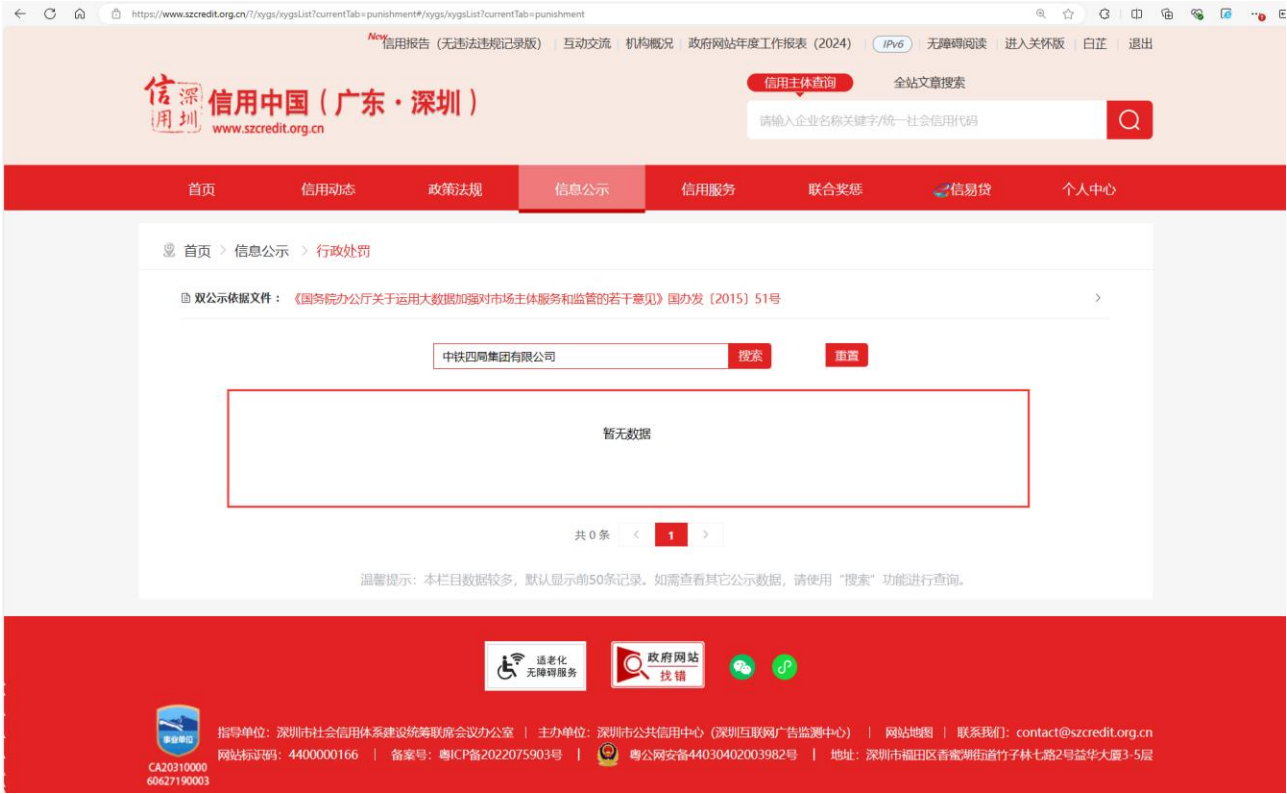 https://www.szcredit.org.cn/?/xygs/xygsList?currentTab=punishment#/xygs/xygsList?currentTab=punishment
New信用报告（无违法违规记录版） 互动交流 机构概况 政府网站年度工作报表（2024） IPv6 无障碍阅读 进入关怀版 白芷 退出
信用深圳
信用中国（广东·深圳）
www.szcredit.org.cn
信用主体查询 全站文章搜索
请输入企业名称关键字/统一社会信用代码
首页 信用动态 政策法规 信息公示 信用服务 联合奖惩 信易贷 个人中心
首页 > 信息公示 > 行政处罚
双公示依据文件：《国务院办公厅关于运用大数据加强对市场主体服务和监管的若干意见》国办发〔2015〕51号 >
中铁四局集团有限公司 搜索 重置
暂无数据
共 0 条 < 1 >
温馨提示：本栏目数据较多，默认显示前50条记录。如需查看其它公示数据，请使用“搜索”功能进行查询。
适老化
无障碍服务
政府网站
找错
事业单位
CA20310000
60627190003
指导单位：深圳市社会信用体系建设统筹联席会议办公室 | 主办单位：深圳市公共信用中心（深圳互联网广告监测中心） | 网站地图 | 联系我们：contact@szcredit.org.cn
网站标识码：4400000166 | 备案号：粤ICP备2022075903号 | 粤公网安备44030402003982号 | 地址：深圳市福田区香蜜湖街道竹子林七路2号益华大厦3-5层